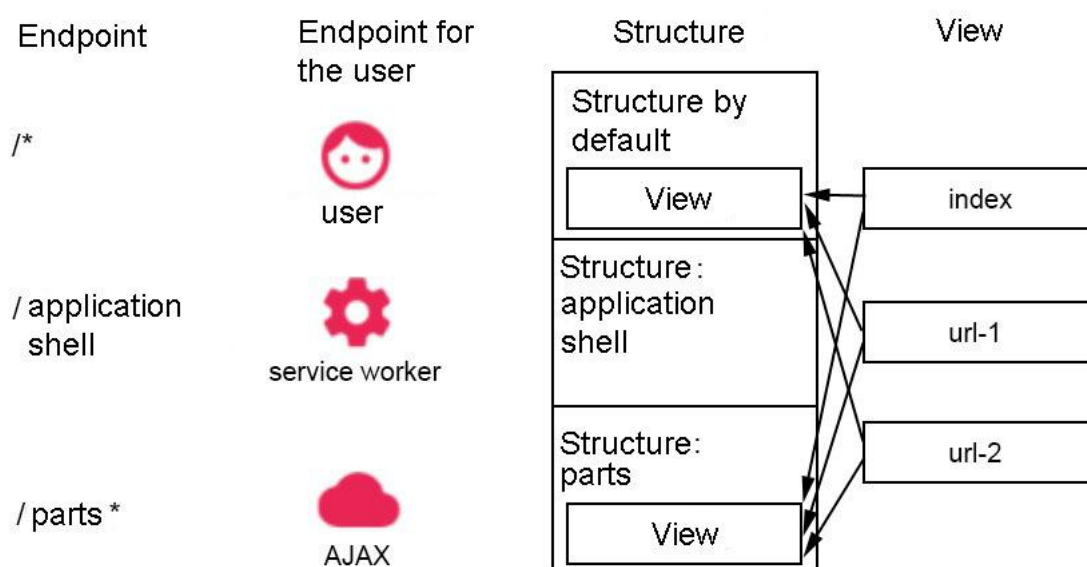 Endpoint
Endpoint for
the user
Structure
View
/*
user
Structure by
default
View
index
/ application
shell
service worker
Structure:
application
shell
url-1
/ parts *
AJAX
Structure:
parts
View
url-2